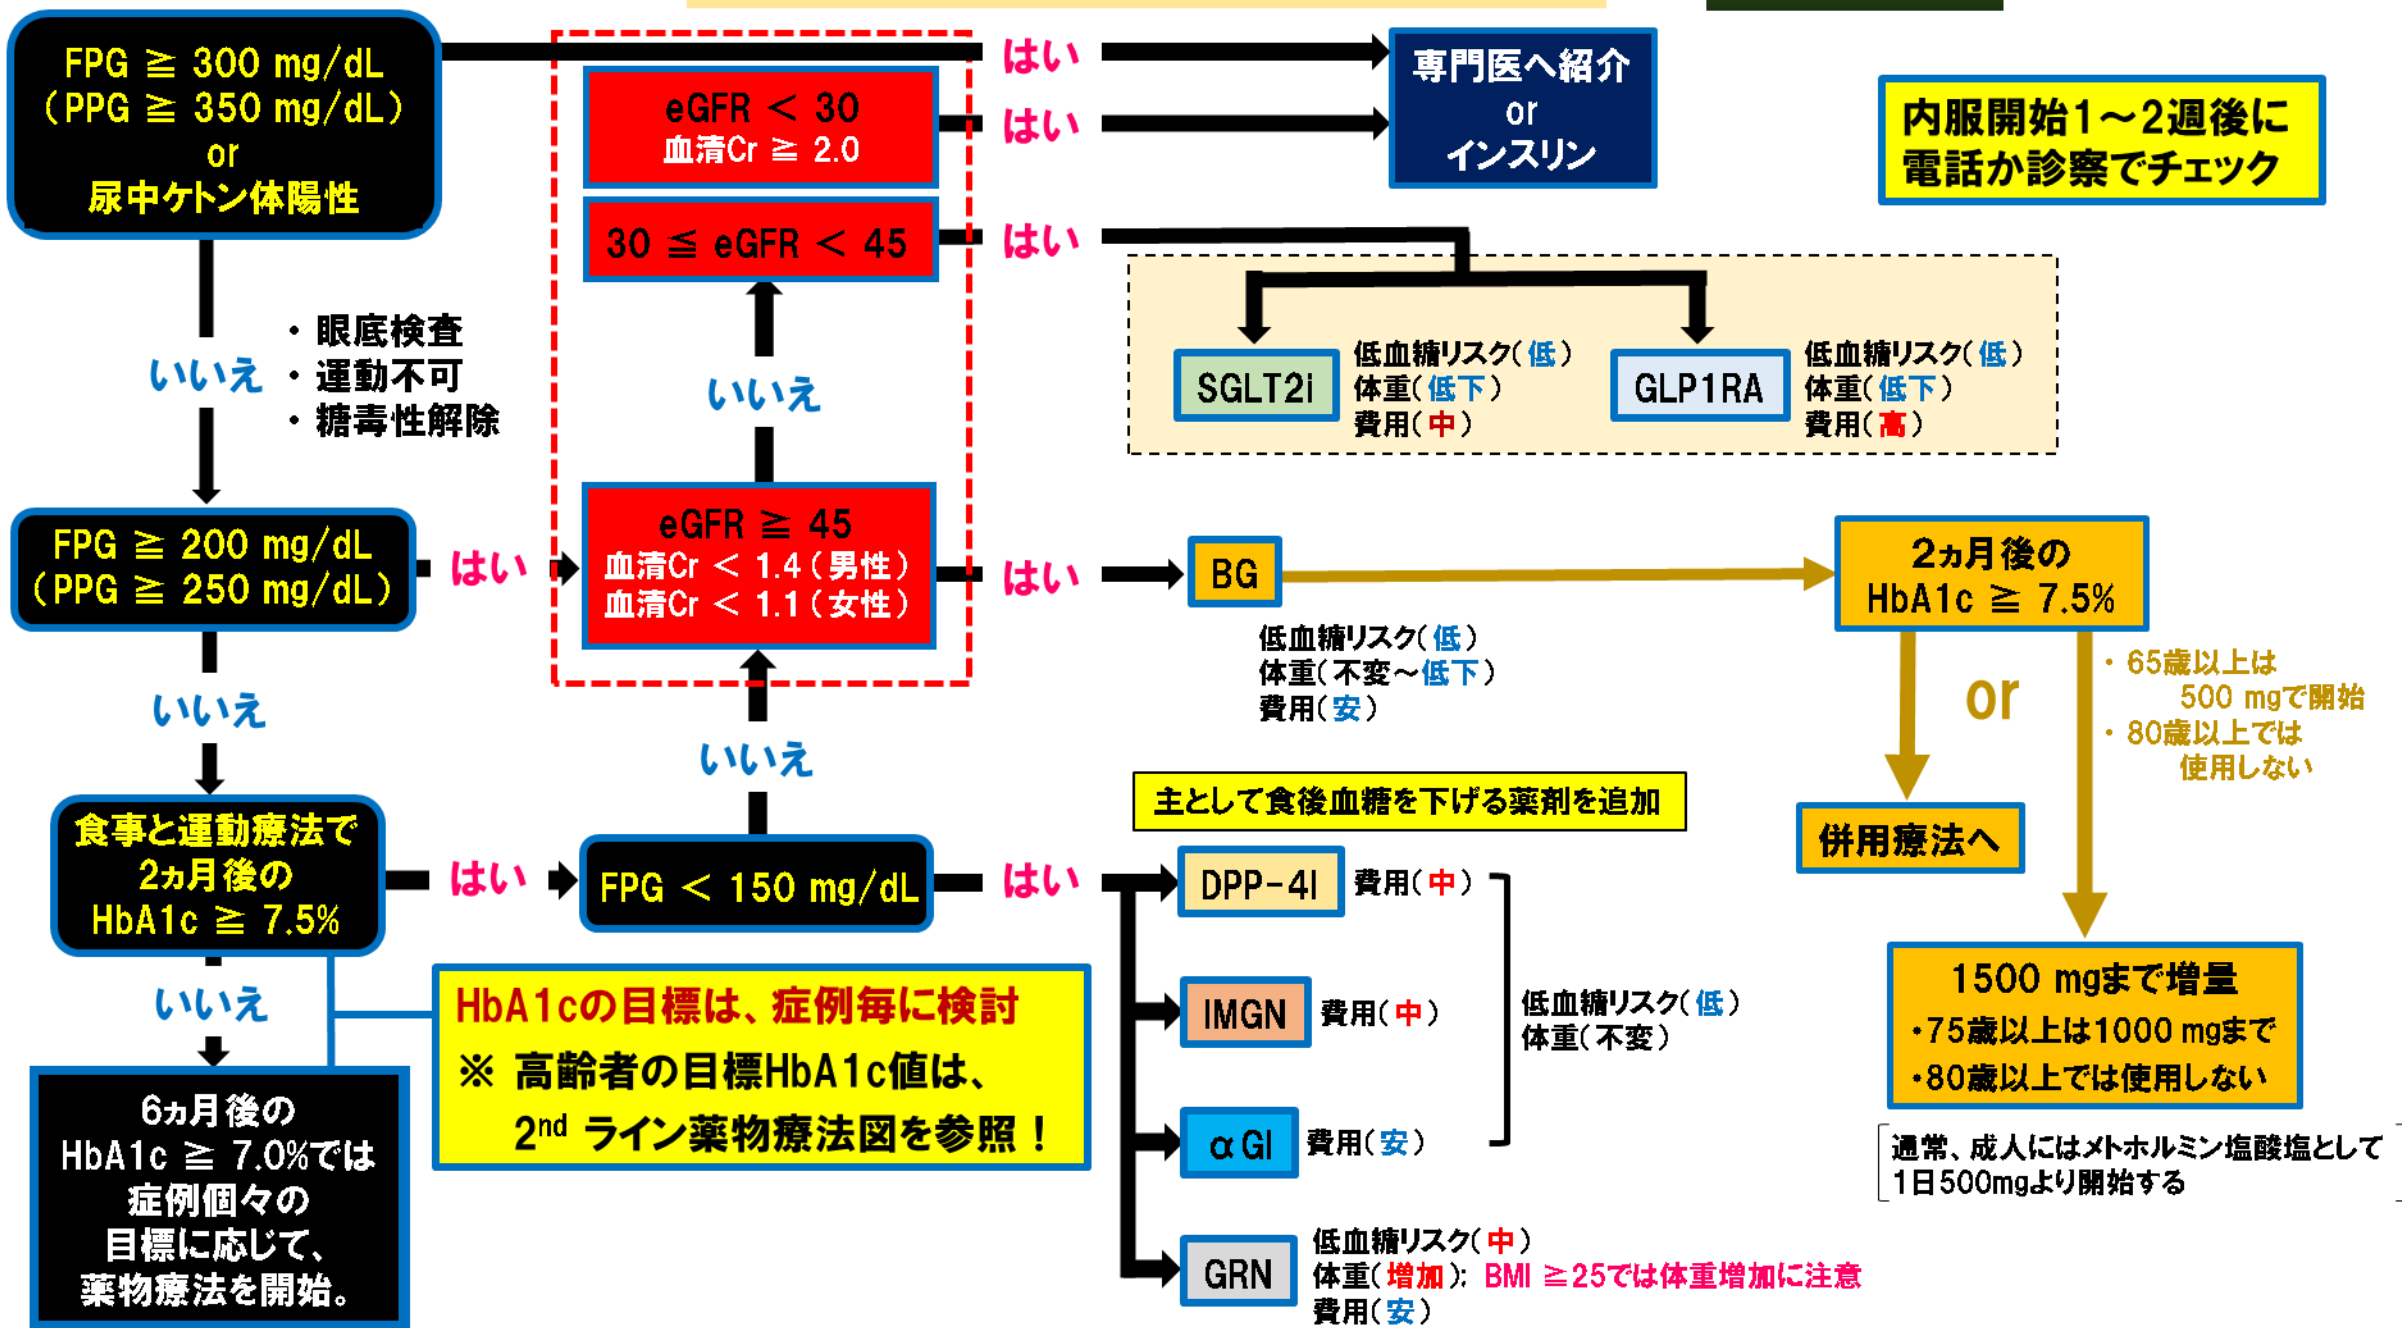 FPG ≧ 300 mg/dL
(PPG ≧ 350 mg/dL)
or
尿中ケトン体陽性
はい
eGFR < 30
血清Cr ≧ 2.0
はい
専門医へ紹介
or
インスリン
内服開始1～2週後に
電話か診察でチェック
30 ≦ eGFR < 45
はい
いいえ
・眼底検査
・運動不可
・糖毒性解除
いいえ
SGLT2i
低血糖リスク(低)
体重(低下)
費用(中)
GLP1RA
低血糖リスク(低)
体重(低下)
費用(高)
FPG ≧ 200 mg/dL
(PPG ≧ 250 mg/dL)
はい
eGFR ≧ 45
血清Cr < 1.4(男性)
血清Cr < 1.1(女性)
はい
BG
低血糖リスク(低)
体重(不変～低下)
費用(安)
2ヵ月後の
HbA1c ≧ 7.5%
or
・65歳以上は
500 mgで開始
・80歳以上では
使用しない
いいえ
いいえ
主として食後血糖を下げる薬剤を追加
併用療法へ
食事と運動療法で
2ヵ月後の
HbA1c ≧ 7.5%
はい
FPG < 150 mg/dL
はい
DPP-4I
費用(中)
IMGN
費用(中)
αGI
費用(安)
低血糖リスク(低)
体重(不変)
GRN
低血糖リスク(中)
体重(増加); BMI ≧25では体重増加に注意
費用(安)
1500 mgまで増量
・75歳以上は1000 mgまで
・80歳以上では使用しない
通常、成人にはメトホルミン塩酸塩として
1日500mgより開始する
いいえ
HbA1cの目標は、症例毎に検討
※ 高齢者の目標HbA1c値は、
2nd ライン薬物療法図を参照！
6ヵ月後の
HbA1c ≧ 7.0%では
症例個々の
目標に応じて、
薬物療法を開始。